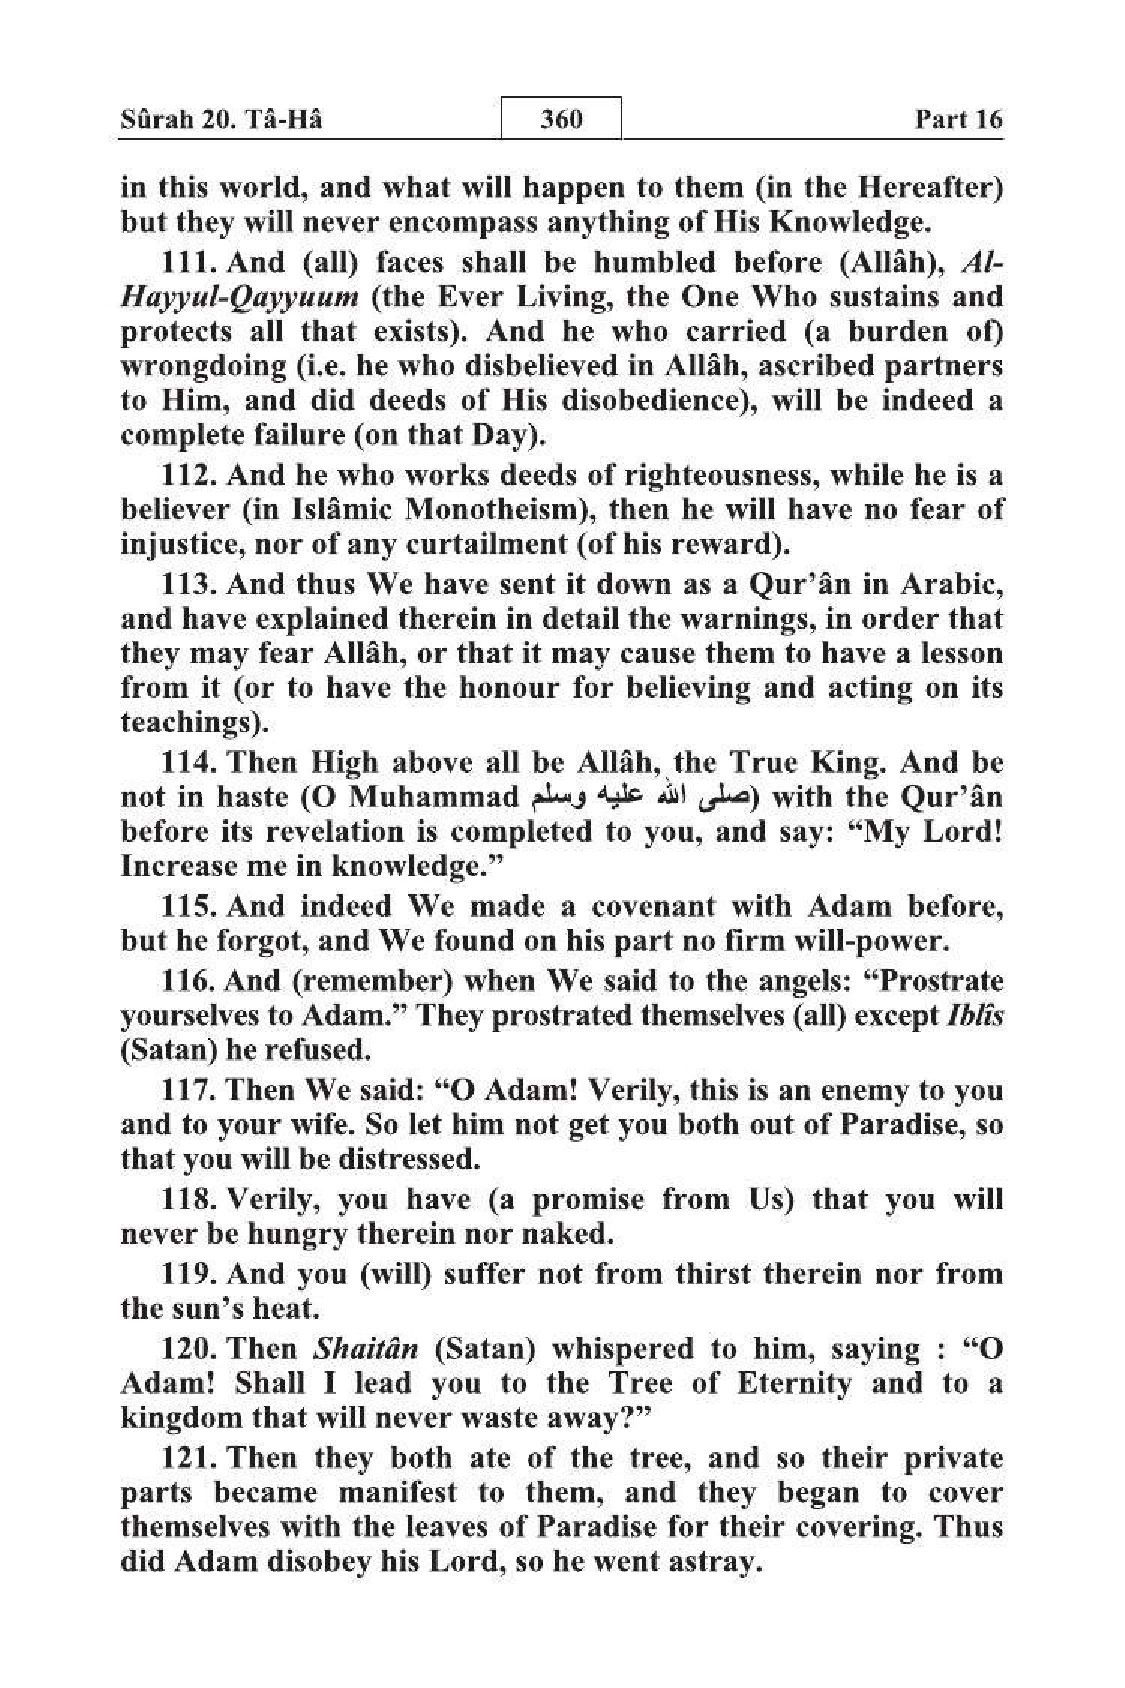 Sûrah 20. Tâ-Hâ 360 Part 16
in this world, and what will happen to them (in the Hereafter)
but they will never encompass anything of His Knowledge.
111. And (all) faces shall be humbled before (Allâh), Al-
Hayyul-Qayyuum (the Ever Living, the One Who sustains and
protects all that exists). And he who carried (a burden of)
wrongdoing (i.e. he who disbelieved in Allâh, ascribed partners
to Him, and did deeds of His disobedience), will be indeed a
complete failure (on that Day).
112. And he who works deeds of righteousness, while he is a
believer (in Islâmic Monotheism), then he will have no fear of
injustice, nor of any curtailment (of his reward).
113. And thus We have sent it down as a Qur’ân in Arabic,
and have explained therein in detail the warnings, in order that
they may fear Allâh, or that it may cause them to have a lesson
from it (or to have the honour for believing and acting on its
teachings).
114. Then High above all be Allâh, the True King. And be
not in haste (O Muhammad صلى الله عليه وسلم) with the Qur’ân
before its revelation is completed to you, and say: “My Lord!
Increase me in knowledge.”
115. And indeed We made a covenant with Adam before,
but he forgot, and We found on his part no firm will-power.
116. And (remember) when We said to the angels: “Prostrate
yourselves to Adam.” They prostrated themselves (all) except Iblîs
(Satan) he refused.
117. Then We said: “O Adam! Verily, this is an enemy to you
and to your wife. So let him not get you both out of Paradise, so
that you will be distressed.
118. Verily, you have (a promise from Us) that you will
never be hungry therein nor naked.
119. And you (will) suffer not from thirst therein nor from
the sun’s heat.
120. Then Shaitân (Satan) whispered to him, saying : “O
Adam! Shall I lead you to the Tree of Eternity and to a
kingdom that will never waste away?”
121. Then they both ate of the tree, and so their private
parts became manifest to them, and they began to cover
themselves with the leaves of Paradise for their covering. Thus
did Adam disobey his Lord, so he went astray.